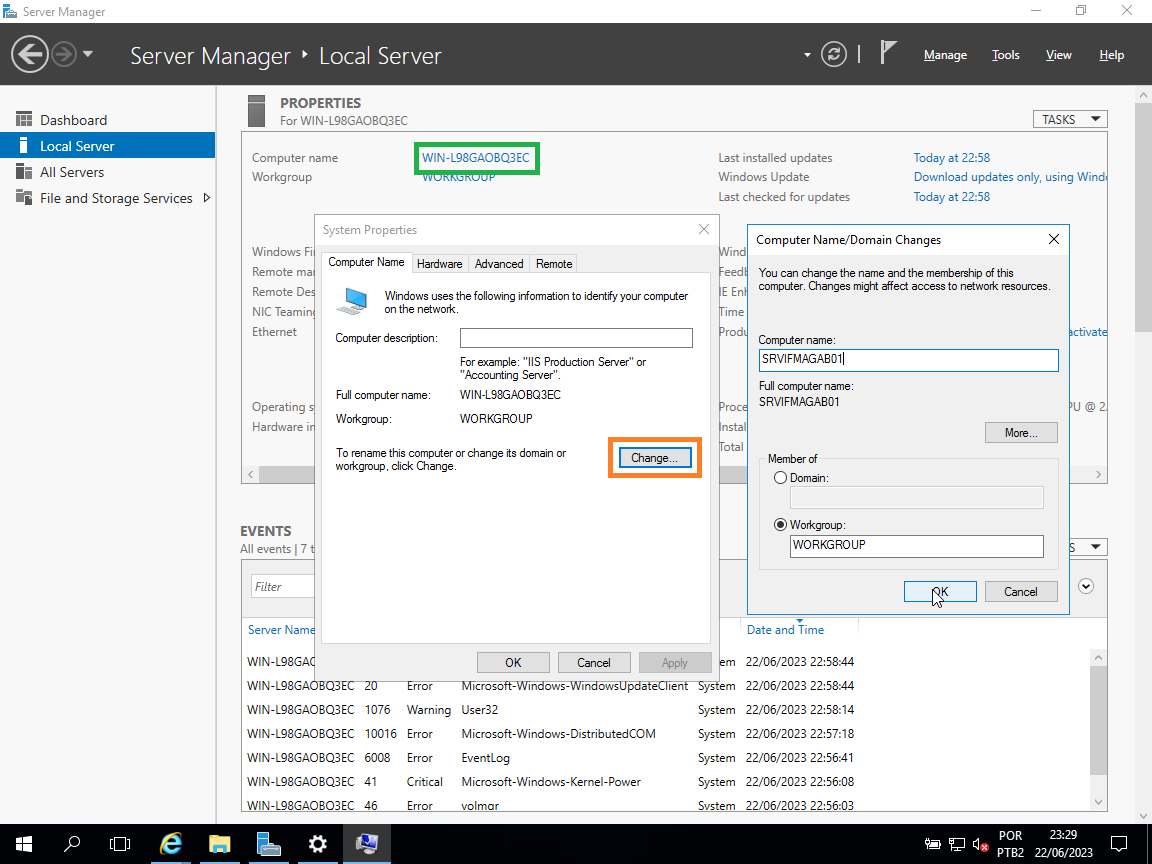 Server Manager
Server Manager ‣ Local Server
Manage Tools View Help
Dashboard
Local Server
All Servers
File and Storage Services
PROPERTIES
For WIN-L98GAOBQ3EC
TASKS
Computer name WIN-L98GAOBQ3EC Last installed updates Today at 22:58
Workgroup WORKGROUP Windows Update Download updates only, using Windo
Last checked for updates Today at 22:58
Windows Fi
Remote ma
Remote Des
NIC Teaming
Ethernet
Operating s
Hardware in
Wind
Feedb
IE Enh
Time
Produ
activate
Proce PU @ 2.
Instal
Total
System Properties
Computer Name Hardware Advanced Remote
Windows uses the following information to identify your computer
on the network.
Computer description:
For example: "IIS Production Server" or
"Accounting Server".
Full computer name: WIN-L98GAOBQ3EC
Workgroup: WORKGROUP
To rename this computer or change its domain or
workgroup, click Change.
Change...
OK Cancel Apply
Computer Name/Domain Changes
You can change the name and the membership of this
computer. Changes might affect access to network resources.
Computer name:
SRVIFMAGAB01
Full computer name:
SRVIFMAGAB01
More...
Member of
Domain:
Workgroup:
WORKGROUP
OK Cancel
EVENTS
All events | 7 t
S
Filter
Server Name Date and Time
WIN-L98GAO em 22/06/2023 22:58:44
WIN-L98GAOBQ3EC 20 Error Microsoft-Windows-WindowsUpdateClient System 22/06/2023 22:58:44
WIN-L98GAOBQ3EC 1076 Warning User32 System 22/06/2023 22:58:14
WIN-L98GAOBQ3EC 10016 Error Microsoft-Windows-DistributedCOM System 22/06/2023 22:57:18
WIN-L98GAOBQ3EC 6008 Error EventLog System 22/06/2023 22:56:41
WIN-L98GAOBQ3EC 41 Critical Microsoft-Windows-Kernel-Power System 22/06/2023 22:56:08
WIN-L98GAOBQ3EC 46 Error volmgr System 22/06/2023 22:56:03
POR 23:29
PTB2 22/06/2023